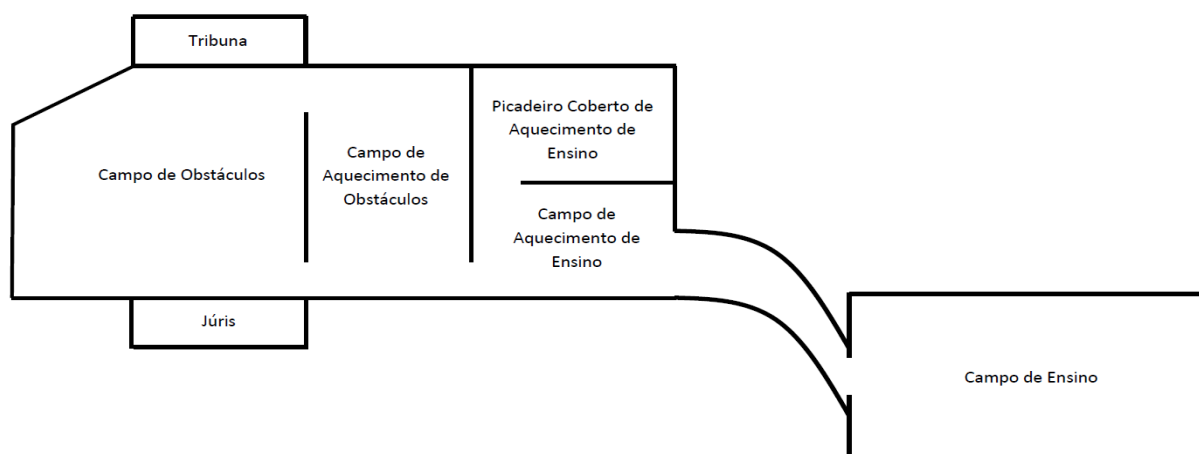 Tribuna
Picadeiro Coberto de
Aquecimento de
Ensino
Campo de Obstáculos
Campo de
Aquecimento de
Obstáculos
Campo de
Aquecimento de
Ensino
Júris
Campo de Ensino